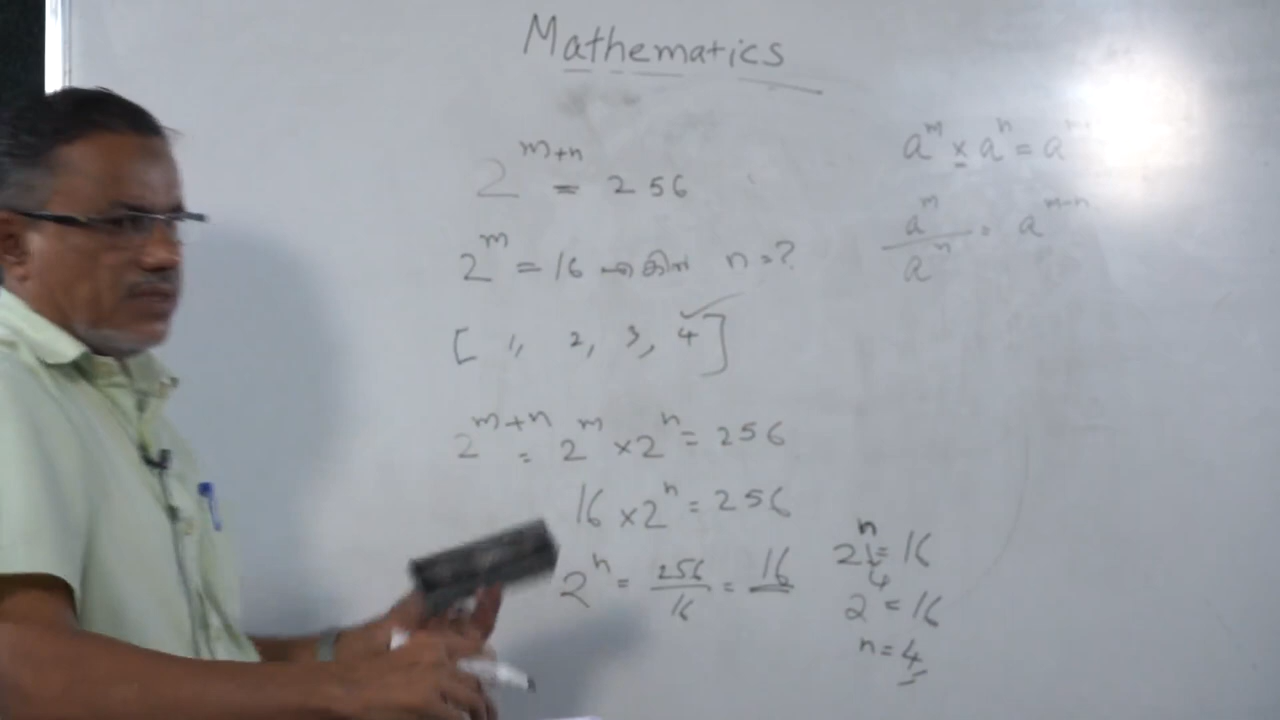 Mathematics
2^{m+n} = 256
2^m = 16 ആകിൽ n = ?
[ 1, 2, 3, 4 ]
2^{m+n} = 2^m × 2^n = 256
16 × 2^n = 256
2^n = 256/16 = 16
a^m × a^n = a^m
a^m/a^n = a^{m-n}
2^n = 16
2^4 = 16
n = 4